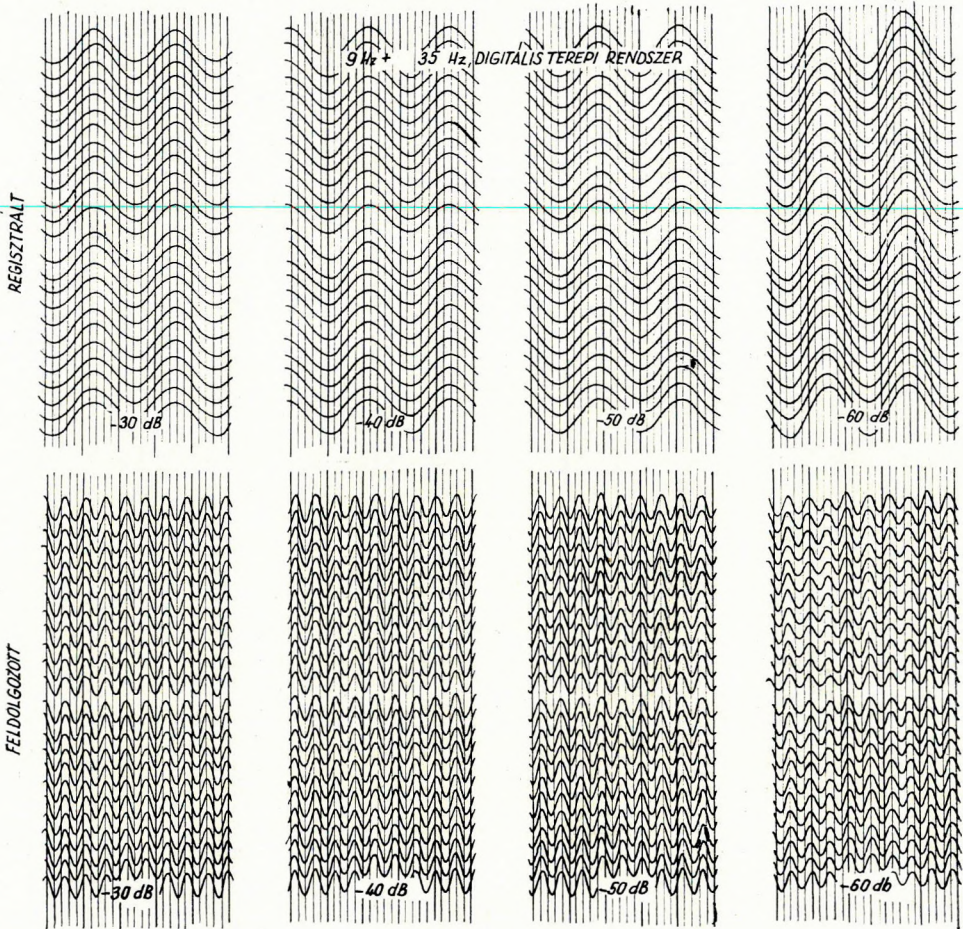 9 Hz + 35 Hz, DIGITÁLIS TEREPI RENDSZER
REGISZTRÁLT
-30 dB
-40 dB
-50 dB
-60 dB
FELDOLGOZOTT
-30 dB
-40 dB
-50 dB
-60 db